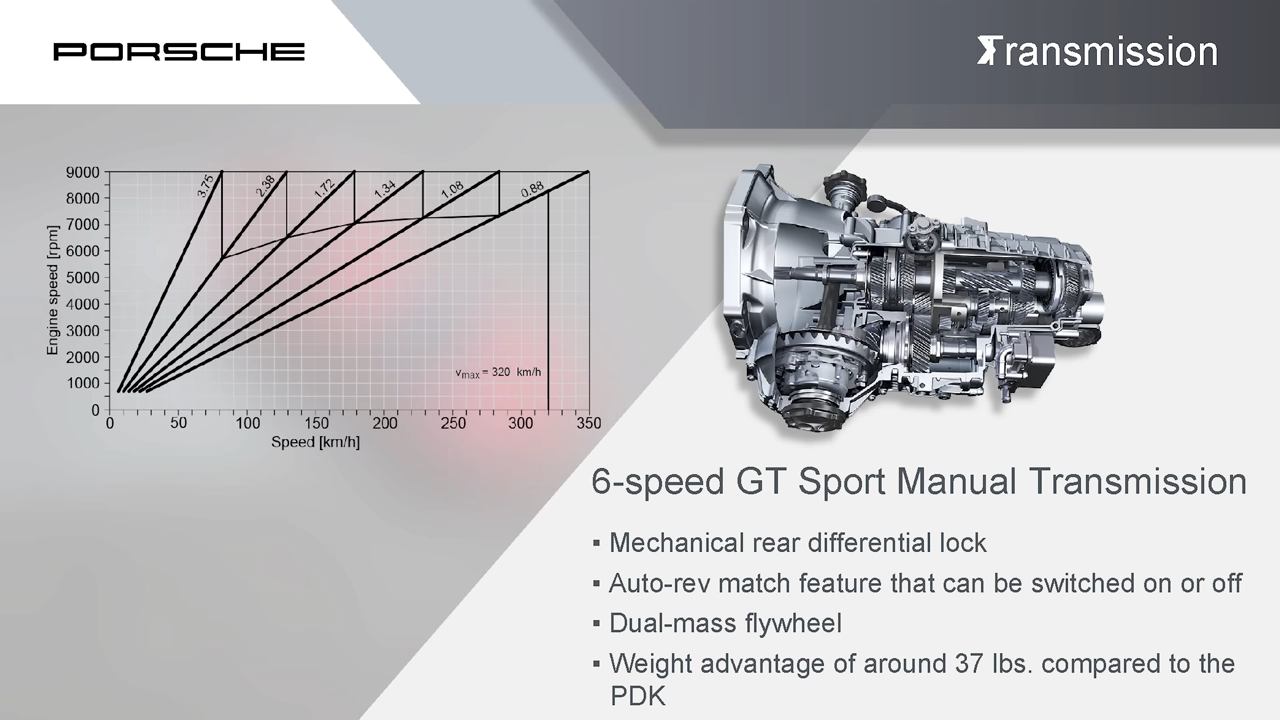 PORSCHE
Transmission
9000
8000
7000
6000
5000
4000
3000
2000
1000
0
Engine speed [rpm]
3.75
2.38
1.72
1.34
1.08
0.88
vmax = 320 km/h
0 50 100 150 200 250 300 350
Speed [km/h]
6-speed GT Sport Manual Transmission
▪ Mechanical rear differential lock
▪ Auto-rev match feature that can be switched on or off
▪ Dual-mass flywheel
▪ Weight advantage of around 37 lbs. compared to the
PDK